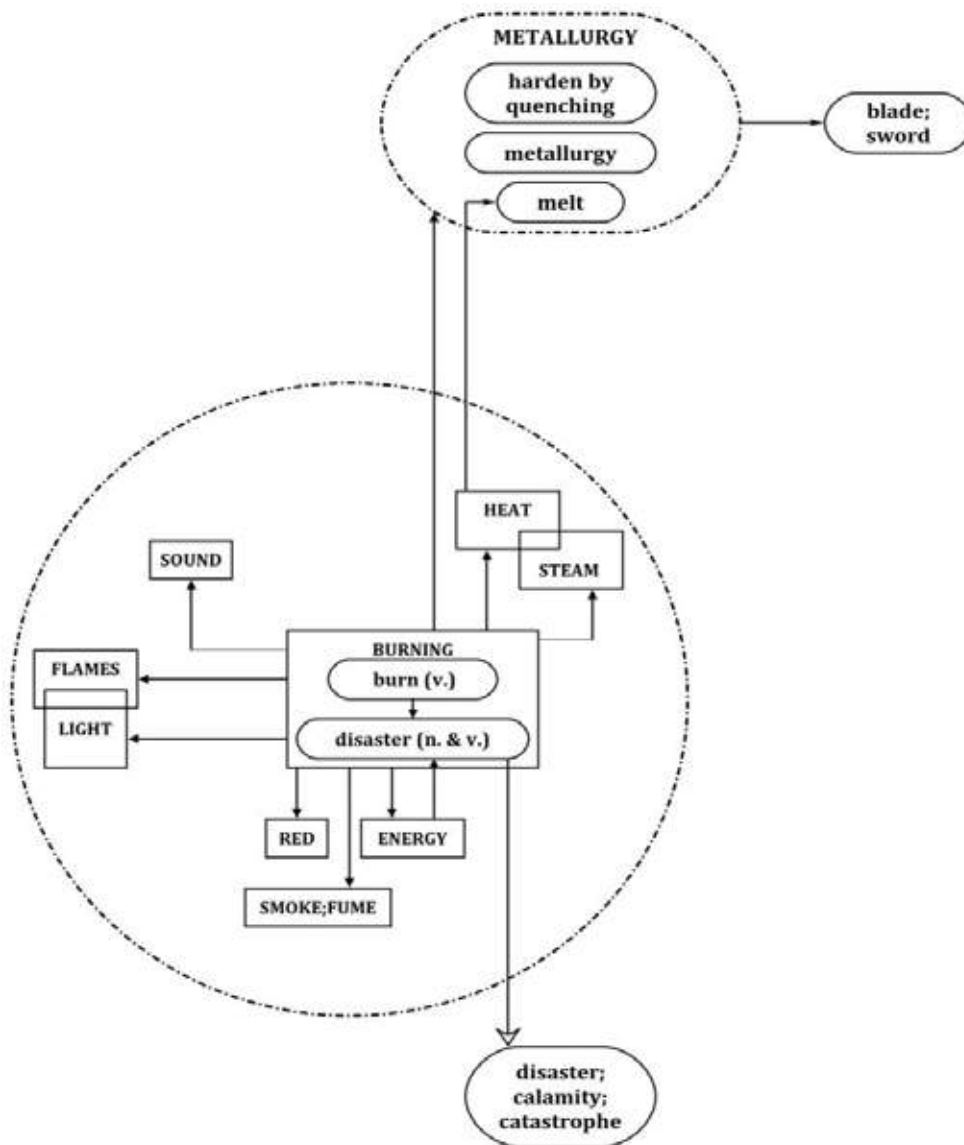 METALLURGY
harden by
quenching
metallurgy
melt
blade;
sword
HEAT
STEAM
SOUND
BURNING
burn (v.)
disaster (n. & v.)
FLAMES
LIGHT
RED
ENERGY
SMOKE;FUME
disaster;
calamity;
catastrophe